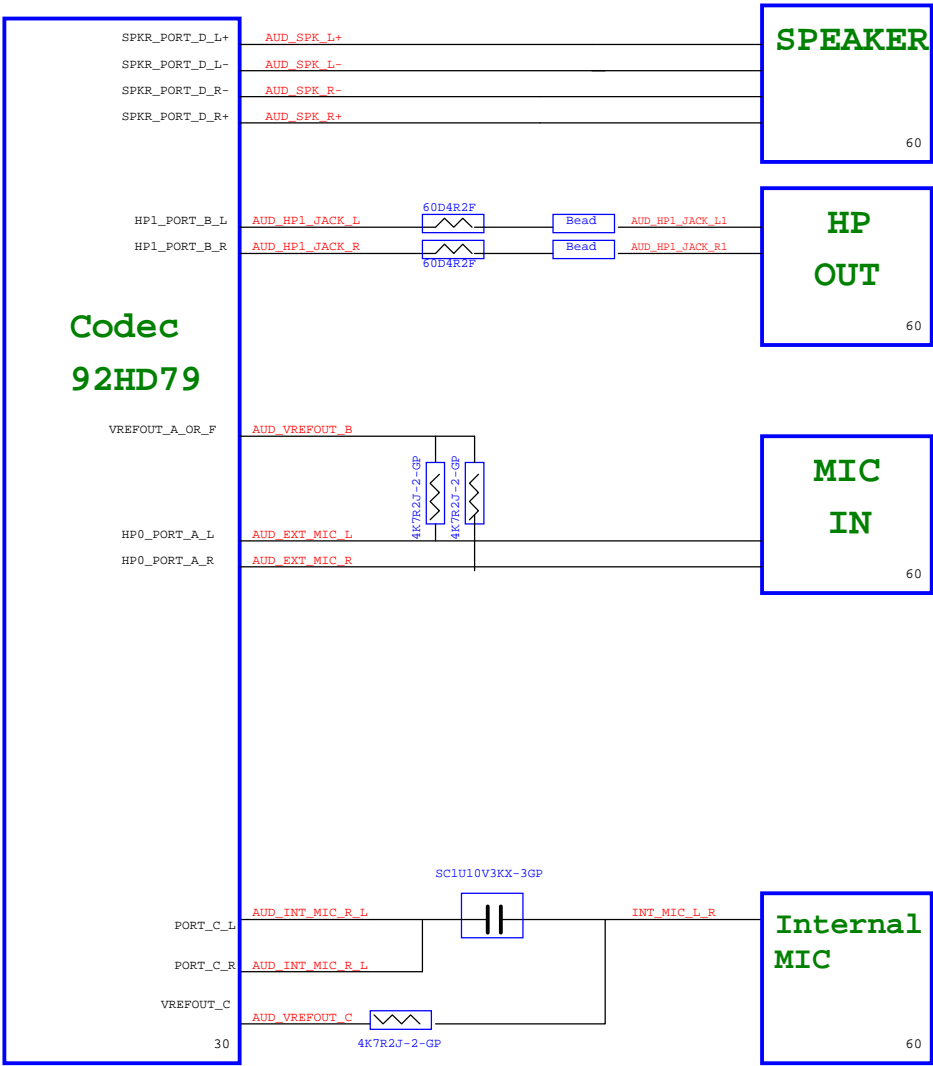 SPKR_PORT_D_L+ AUD_SPK_L+ SPEAKER
SPKR_PORT_D_L- AUD_SPK_L-
SPKR_PORT_D_R- AUD_SPK_R-
SPKR_PORT_D_R+ AUD_SPK_R+
60
60D4R2F
HP1_PORT_B_L AUD_HP1_JACK_L Bead AUD_HP1_JACK_L1 HP
HP1_PORT_B_R AUD_HP1_JACK_R Bead AUD_HP1_JACK_R1
60D4R2F
OUT
60
Codec
92HD79
VREFOUT_A_OR_F AUD_VREFOUT_B
4K7R2J-2-GP
4K7R2J-2-GP
MIC
IN
HP0_PORT_A_L AUD_EXT_MIC_L
HP0_PORT_A_R AUD_EXT_MIC_R
60
SC1U10V3KX-3GP
PORT_C_L AUD_INT_MIC_R_L INT_MIC_L_R Internal
MIC
PORT_C_R AUD_INT_MIC_R_L
VREFOUT_C AUD_VREFOUT_C
4K7R2J-2-GP
30
60